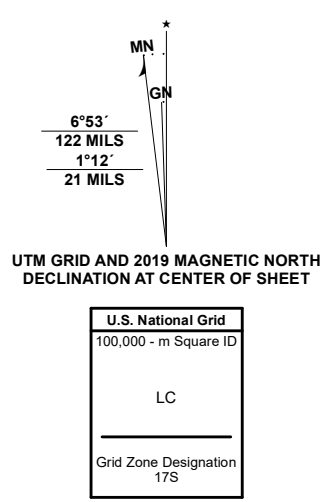 ★
MN
GN
6°53´
122 MILS
1°12´
21 MILS
UTM GRID AND 2019 MAGNETIC NORTH
DECLINATION AT CENTER OF SHEET
U.S. National Grid
100,000 - m Square ID
LC
Grid Zone Designation
17S